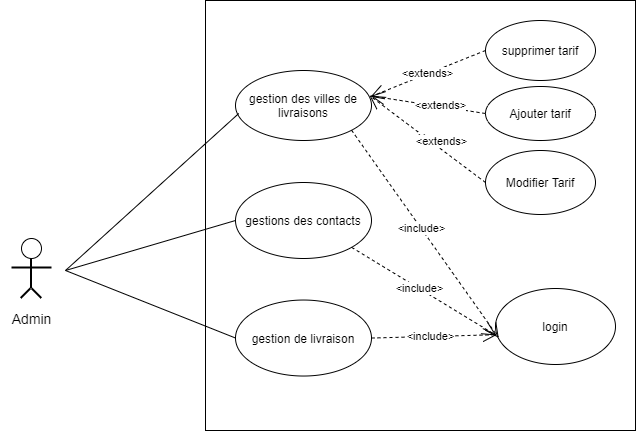 supprimer tarif
<extends>
gestion des villes de
livraisons
<extends>
Ajouter tarif
<extends>
Modifier Tarif
gestions des contacts
<include>
<include>
Admin
gestion de livraison
<include>
login